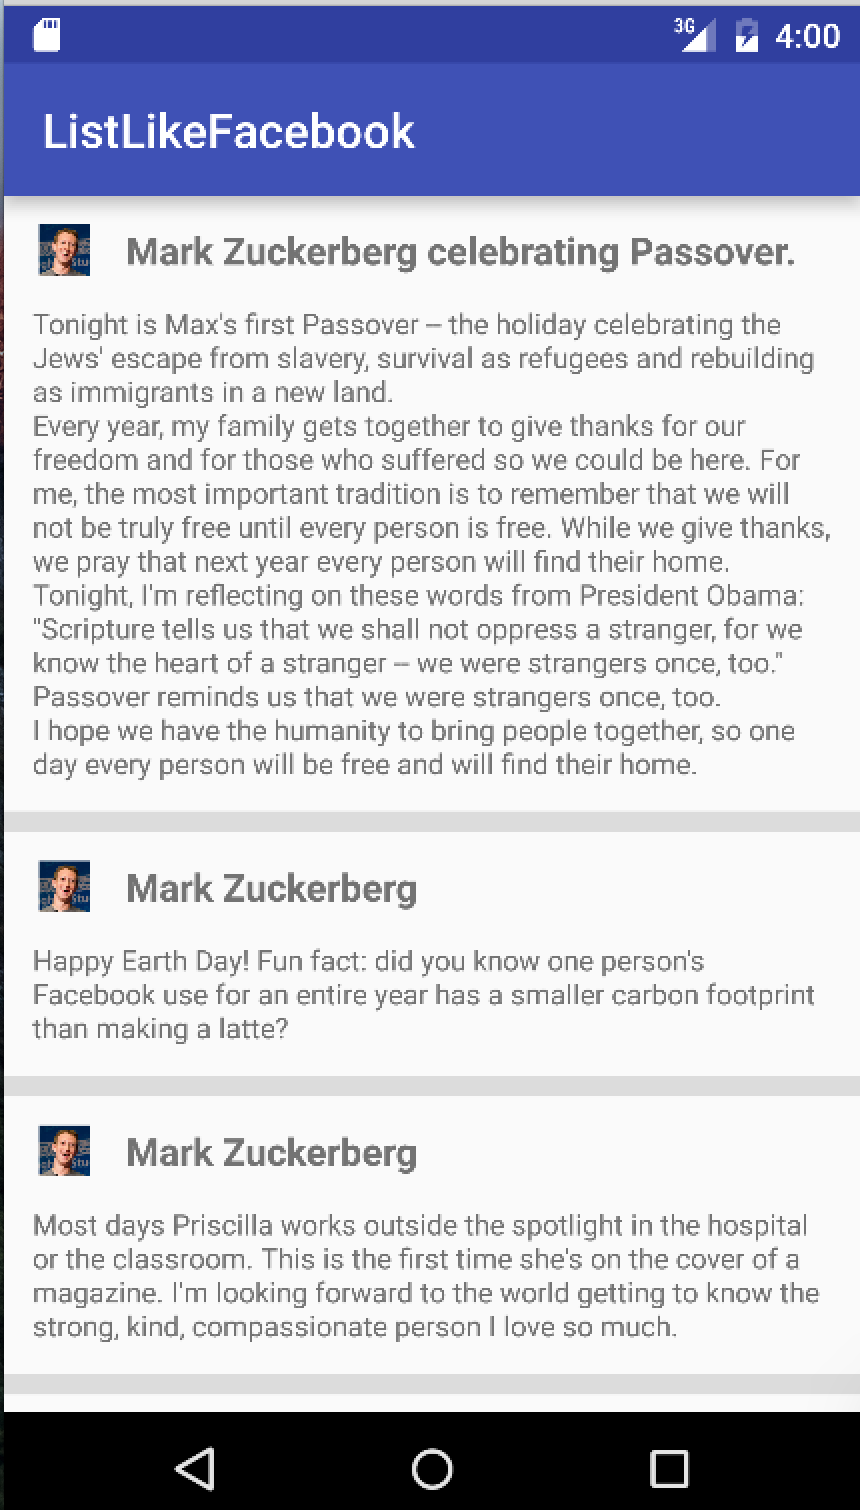 3G 4:00
ListLikeFacebook
Mark Zuckerberg celebrating Passover.
Tonight is Max's first Passover – the holiday celebrating the
Jews' escape from slavery, survival as refugees and rebuilding
as immigrants in a new land.
Every year, my family gets together to give thanks for our
freedom and for those who suffered so we could be here. For
me, the most important tradition is to remember that we will
not be truly free until every person is free. While we give thanks,
we pray that next year every person will find their home.
Tonight, I'm reflecting on these words from President Obama:
"Scripture tells us that we shall not oppress a stranger, for we
know the heart of a stranger – we were strangers once, too."
Passover reminds us that we were strangers once, too.
I hope we have the humanity to bring people together, so one
day every person will be free and will find their home.
Mark Zuckerberg
Happy Earth Day! Fun fact: did you know one person's
Facebook use for an entire year has a smaller carbon footprint
than making a latte?
Mark Zuckerberg
Most days Priscilla works outside the spotlight in the hospital
or the classroom. This is the first time she's on the cover of a
magazine. I'm looking forward to the world getting to know the
strong, kind, compassionate person I love so much.